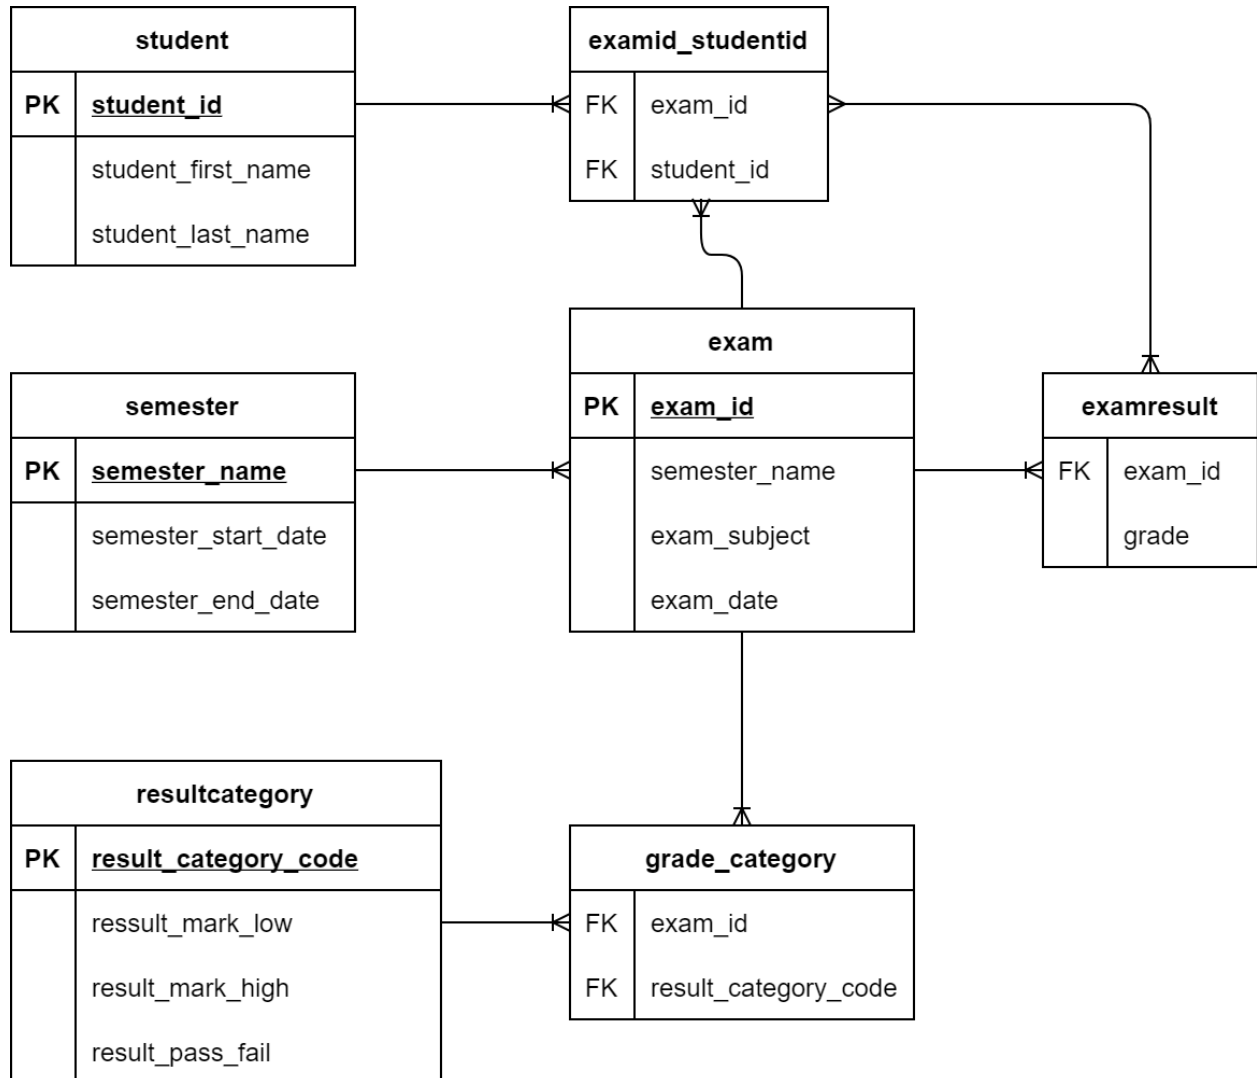 student
PK student_id
student_first_name
student_last_name
examid_studentid
FK exam_id
FK student_id
semester
PK semester_name
semester_start_date
semester_end_date
exam
PK exam_id
semester_name
exam_subject
exam_date
examresult
FK exam_id
grade
resultcategory
PK result_category_code
ressult_mark_low
result_mark_high
result_pass_fail
grade_category
FK exam_id
FK result_category_code